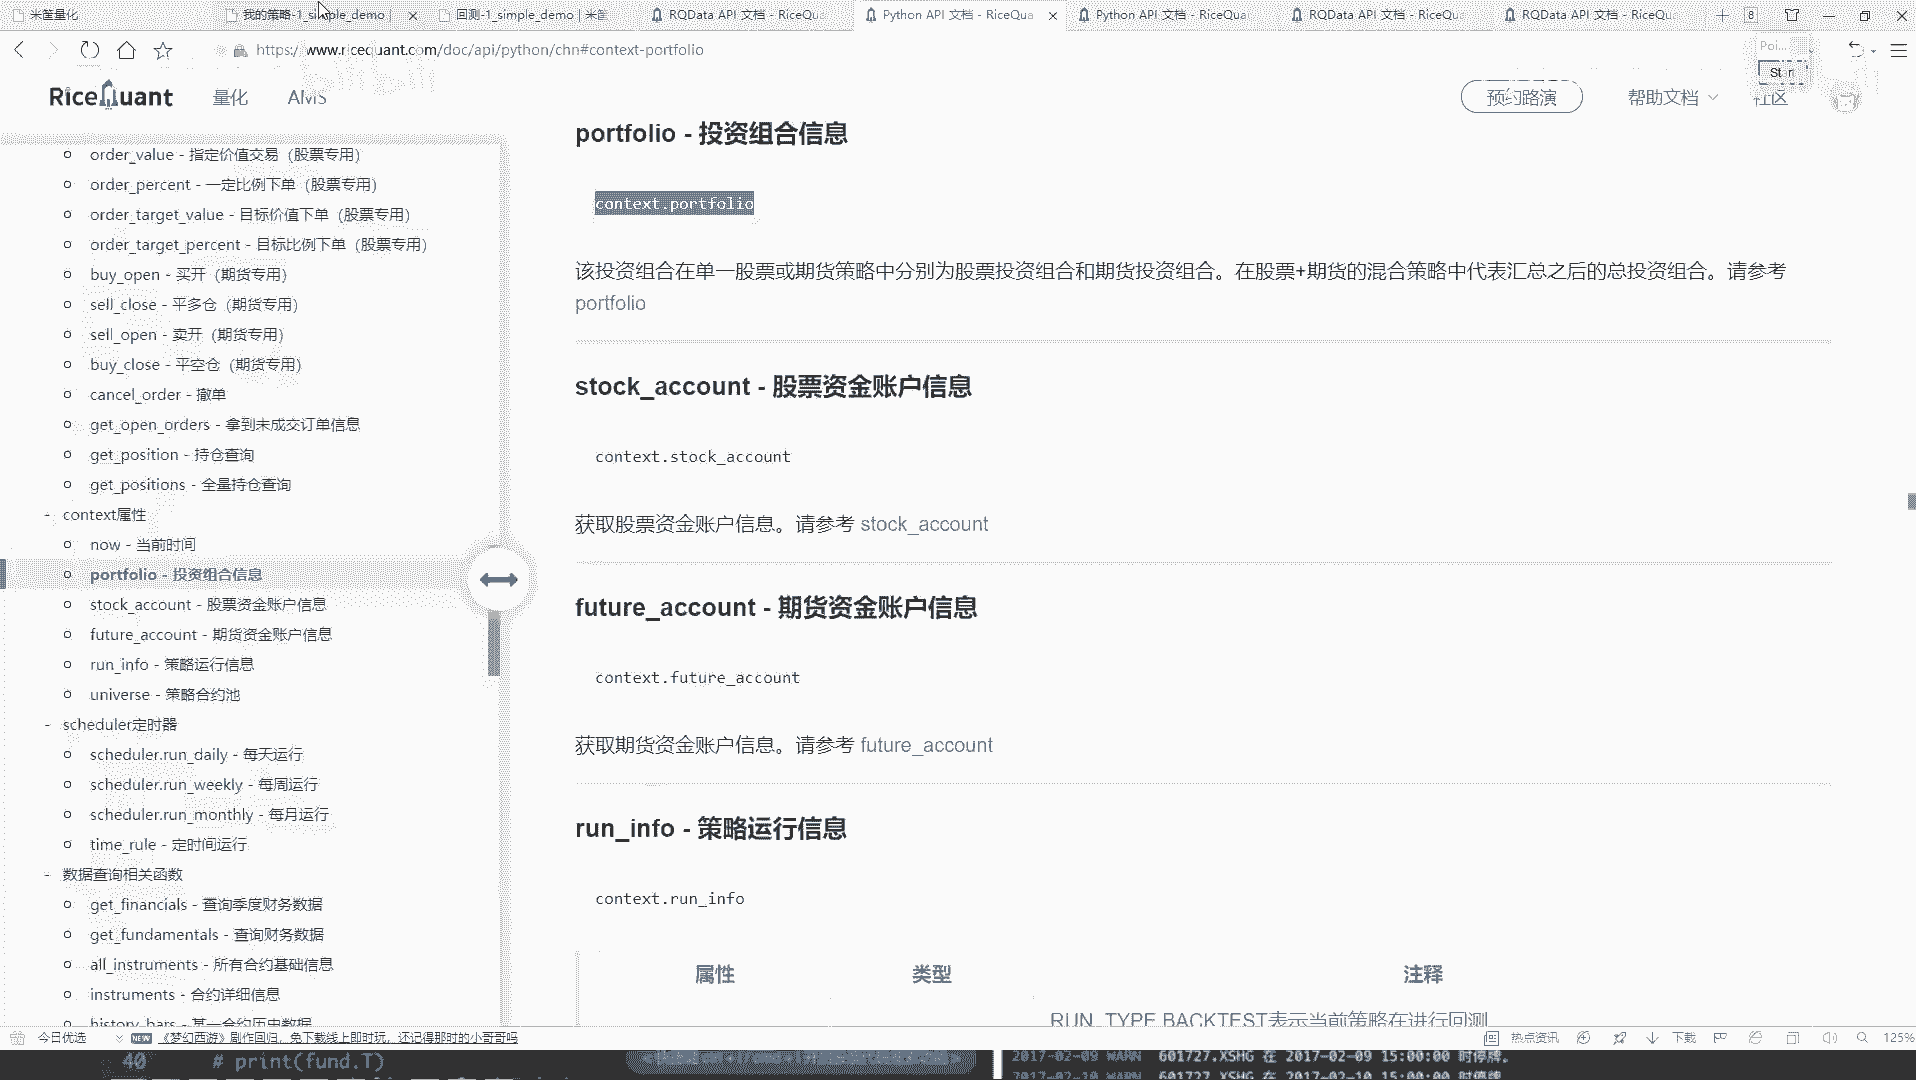 米筐量化
我的策略-1_simple_demo |
回测-1_simple_demo | 米筐
RQData API 文档 - RiceQua
Python API 文档 - RiceQua
Python API 文档 - RiceQua
RQData API 文档 - RiceQu
RQData API 文档 - RiceQu
8
https://www.ricequant.com/doc/api/python/chn#context-portfolio
RiceQuant
量化
AMS
预约路演
帮助文档
社区
order_value - 指定价值交易（股票专用）
order_percent - 一定比例下单（股票专用）
order_target_value - 目标价值下单（股票专用）
order_target_percent - 目标比例下单（股票专用）
buy_open - 买开（期货专用）
sell_close - 平多仓（期货专用）
sell_open - 卖开（期货专用）
buy_close - 平空仓（期货专用）
cancel_order - 撤单
get_open_orders - 拿到未成交订单信息
get_position - 持仓查询
get_positions - 全量持仓查询
- context属性
now - 当前时间
portfolio - 投资组合信息
stock_account - 股票资金账户信息
future_account - 期货资金账户信息
run_info - 策略运行信息
universe - 策略合约池
- scheduler定时器
scheduler.run_daily - 每天运行
scheduler.run_weekly - 每周运行
scheduler.run_monthly - 每月运行
time_rule - 定时间运行
- 数据查询相关函数
get_financials - 查询季度财务数据
get_fundamentals - 查询财务数据
all_instruments - 所有合约基础信息
instruments - 合约详细信息
history_bars - 某一合约历史数据
portfolio - 投资组合信息
context.portfolio
该投资组合在单一股票或期货策略中分别为股票投资组合和期货投资组合。在股票+期货的混合策略中代表汇总之后的总投资组合。请参考
portfolio
stock_account - 股票资金账户信息
context.stock_account
获取股票资金账户信息。请参考 stock_account
future_account - 期货资金账户信息
context.future_account
获取期货资金账户信息。请参考 future_account
run_info - 策略运行信息
context.run_info
属性
类型
注释
RUN_TYPE.BACKTEST表示当前策略在进行回测
今日优选
NEW
《梦幻西游》剧作回归，免下载线上即时玩，还记得那时的小哥哥吗
热点资讯
下载
125%
40 # print(fund.T)
2017-02-09 WARN 601727.XSHG 在 2017-02-09 15:00:00 时停牌。
2017-02-10 WARN 601727.XSHG 在 2017-02-10 15:00:00 时停牌。